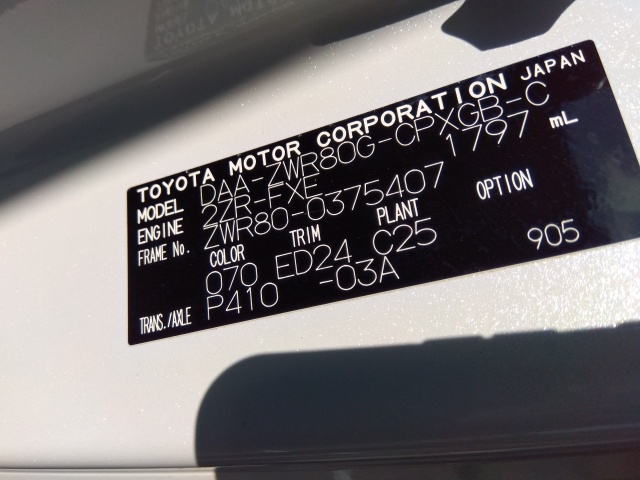 TOYOTA MOTOR CORPORATION JAPAN
MODEL DAA-ZWR80G-CPXGB-C
ENGINE 2ZR-FXE 1797 mL
FRAME No. ZWR80-0375407
COLOR TRIM PLANT OPTION
070 ED24 C25 905
TRANS./AXLE P410 -03A